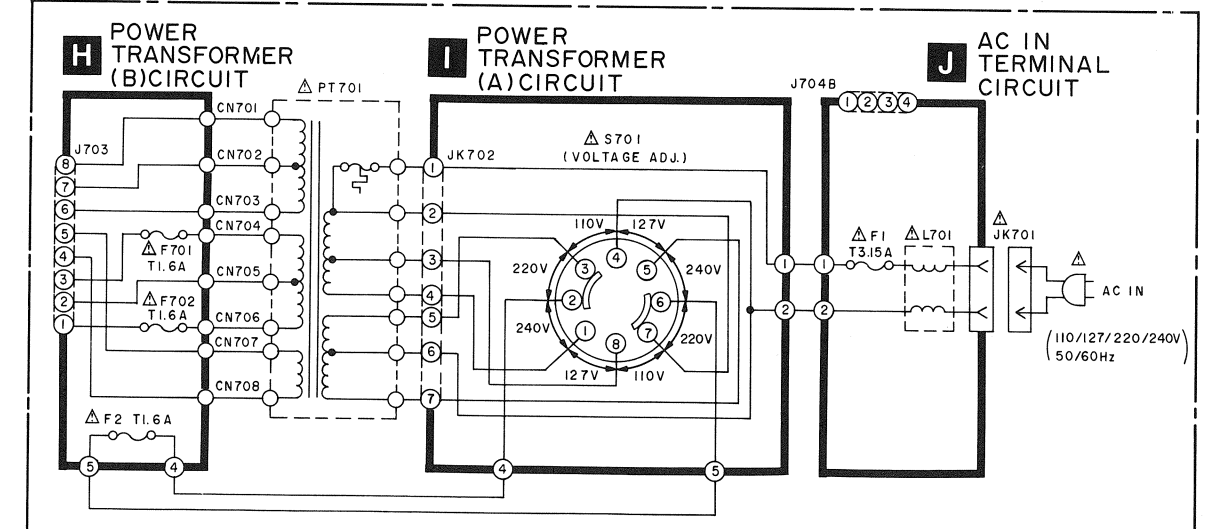 H POWER
TRANSFORMER
(B)CIRCUIT
I POWER
TRANSFORMER
(A)CIRCUIT
J AC IN
TERMINAL
CIRCUIT
CN701
CN702
CN703
CN704
CN705
CN706
CN707
CN708
J703
8
7
6
5
4
3
2
1
F701
T1.6A
F702
T1.6A
F2 T1.6A
5
4
PT701
JK702
1
2
3
4
5
6
7
S701
(VOLTAGE ADJ.)
110V
127V
220V
240V
240V
220V
127V
110V
3
4
5
2
6
1
8
7
4
5
1
2
J704B
1 2 3 4
1
2
F1
T3.15A
L701
JK701
AC IN
(110/127/220/240V
50/60Hz)